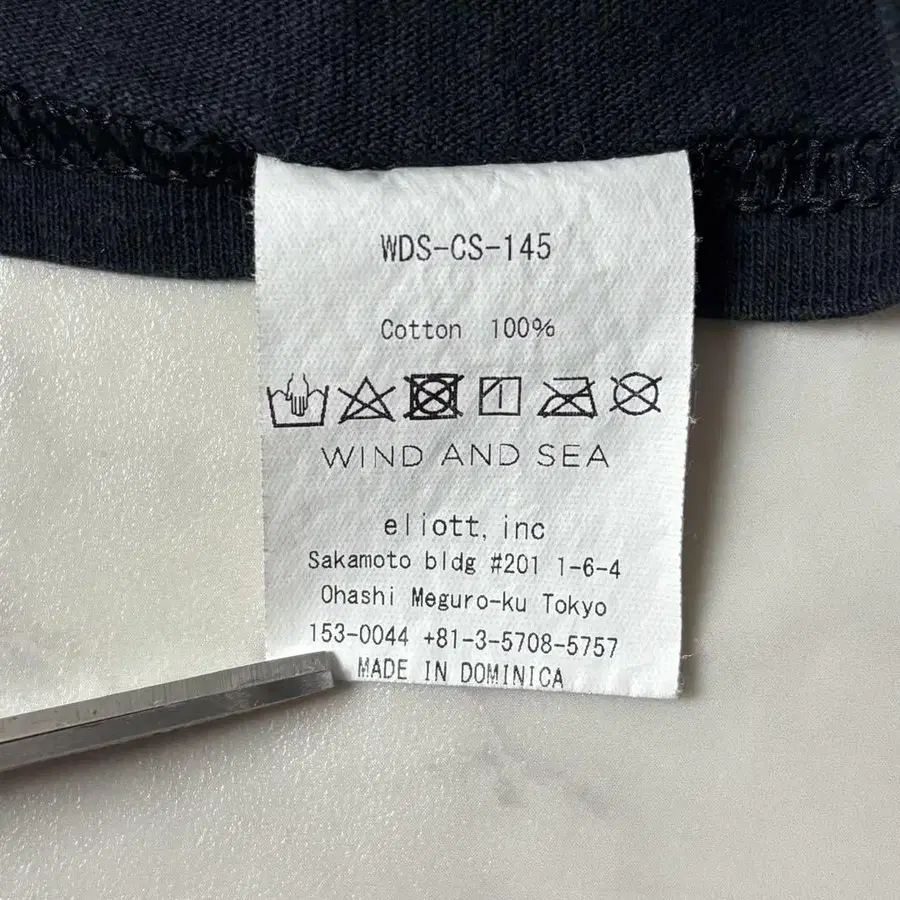 WDS-CS-145
Cotton 100%
WIND AND SEA
eliott, inc
Sakamoto bldg #201 1-6-4
Ohashi Meguro-ku Tokyo
153-0044 +81-3-5708-5757
MADE IN DOMINICA